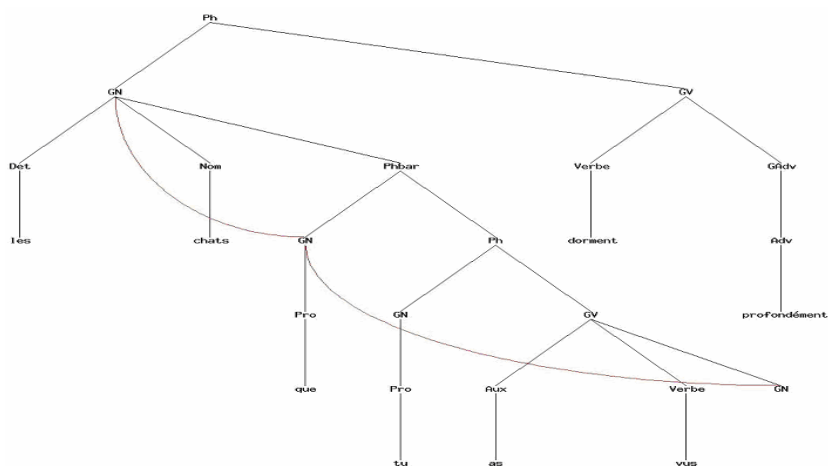 Ph
GN GV
Det Nom Phbar Verbe GAdv
les chats GN Ph dorment Adv
Pro GN GV profondément
que Pro Aux Verbe GN
tu as vus